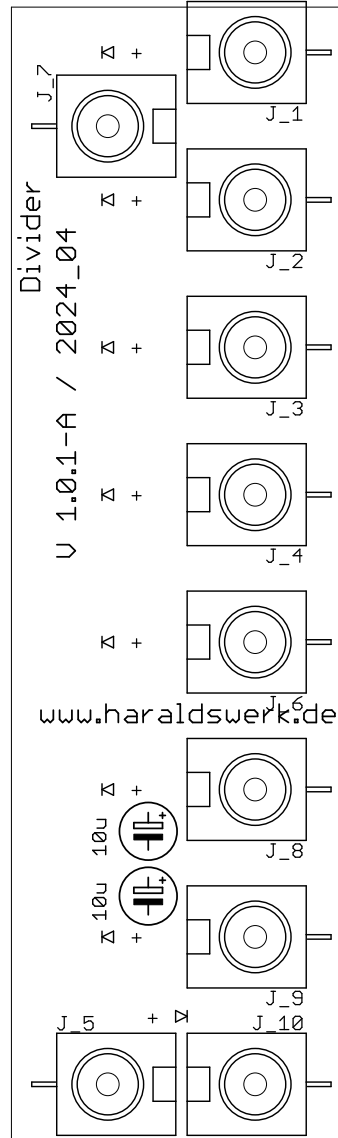 J_7
J_1
Divider
V 1.0.1-A / 2024_04
J_2
J_3
J_4
J_6
www.haraldswerk.de
10u
J_8
10u
J_9
J_5
J_10